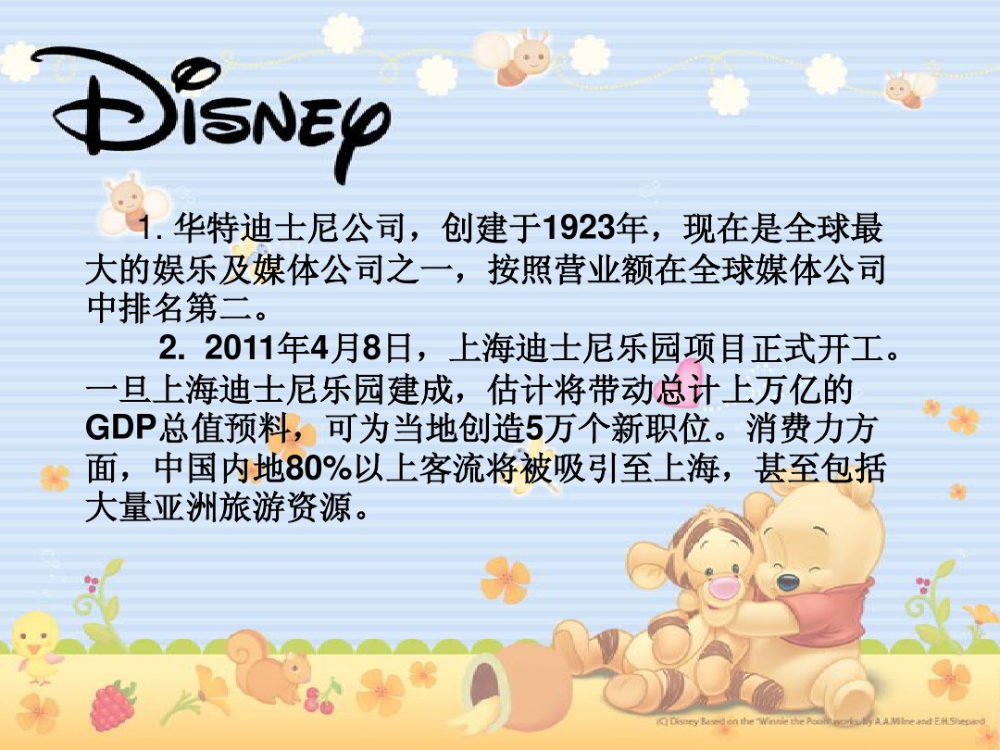 Disney
1. 华特迪士尼公司，创建于1923年，现在是全球最
大的娱乐及媒体公司之一，按照营业额在全球媒体公司
中排名第二。
2. 2011年4月8日，上海迪士尼乐园项目正式开工。
一旦上海迪士尼乐园建成，估计将带动总计上万亿的
GDP总值预料，可为当地创造5万个新职位。消费力方
面，中国内地80%以上客流将被吸引至上海，甚至包括
大量亚洲旅游资源。
(C) Disney Based on the "Winnie the Pooh" works by A.A.Milne and E.H.Shepard